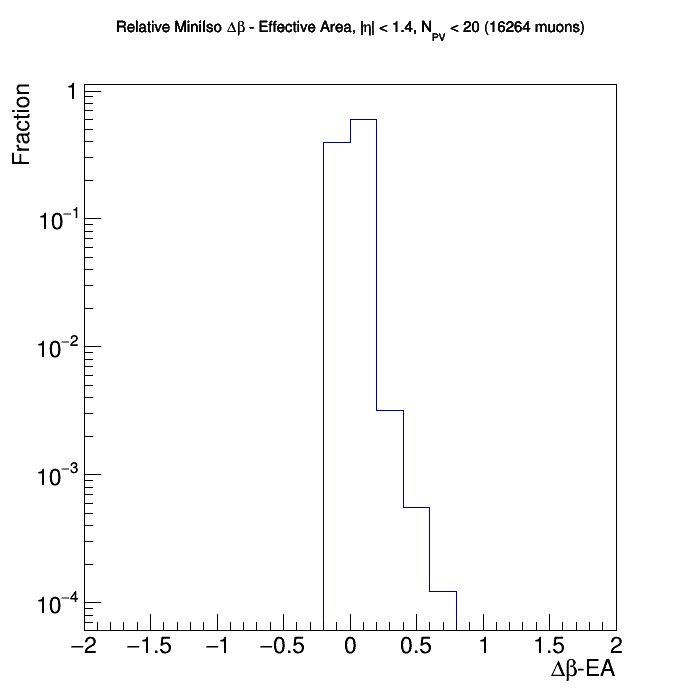 Relative MiniIso Δβ - Effective Area, |η| < 1.4, N_PV < 20 (16264 muons)
Fraction
1
10⁻¹
10⁻²
10⁻³
10⁻⁴
−2 −1.5 −1 −0.5 0 0.5 1 1.5 2
Δβ-EA